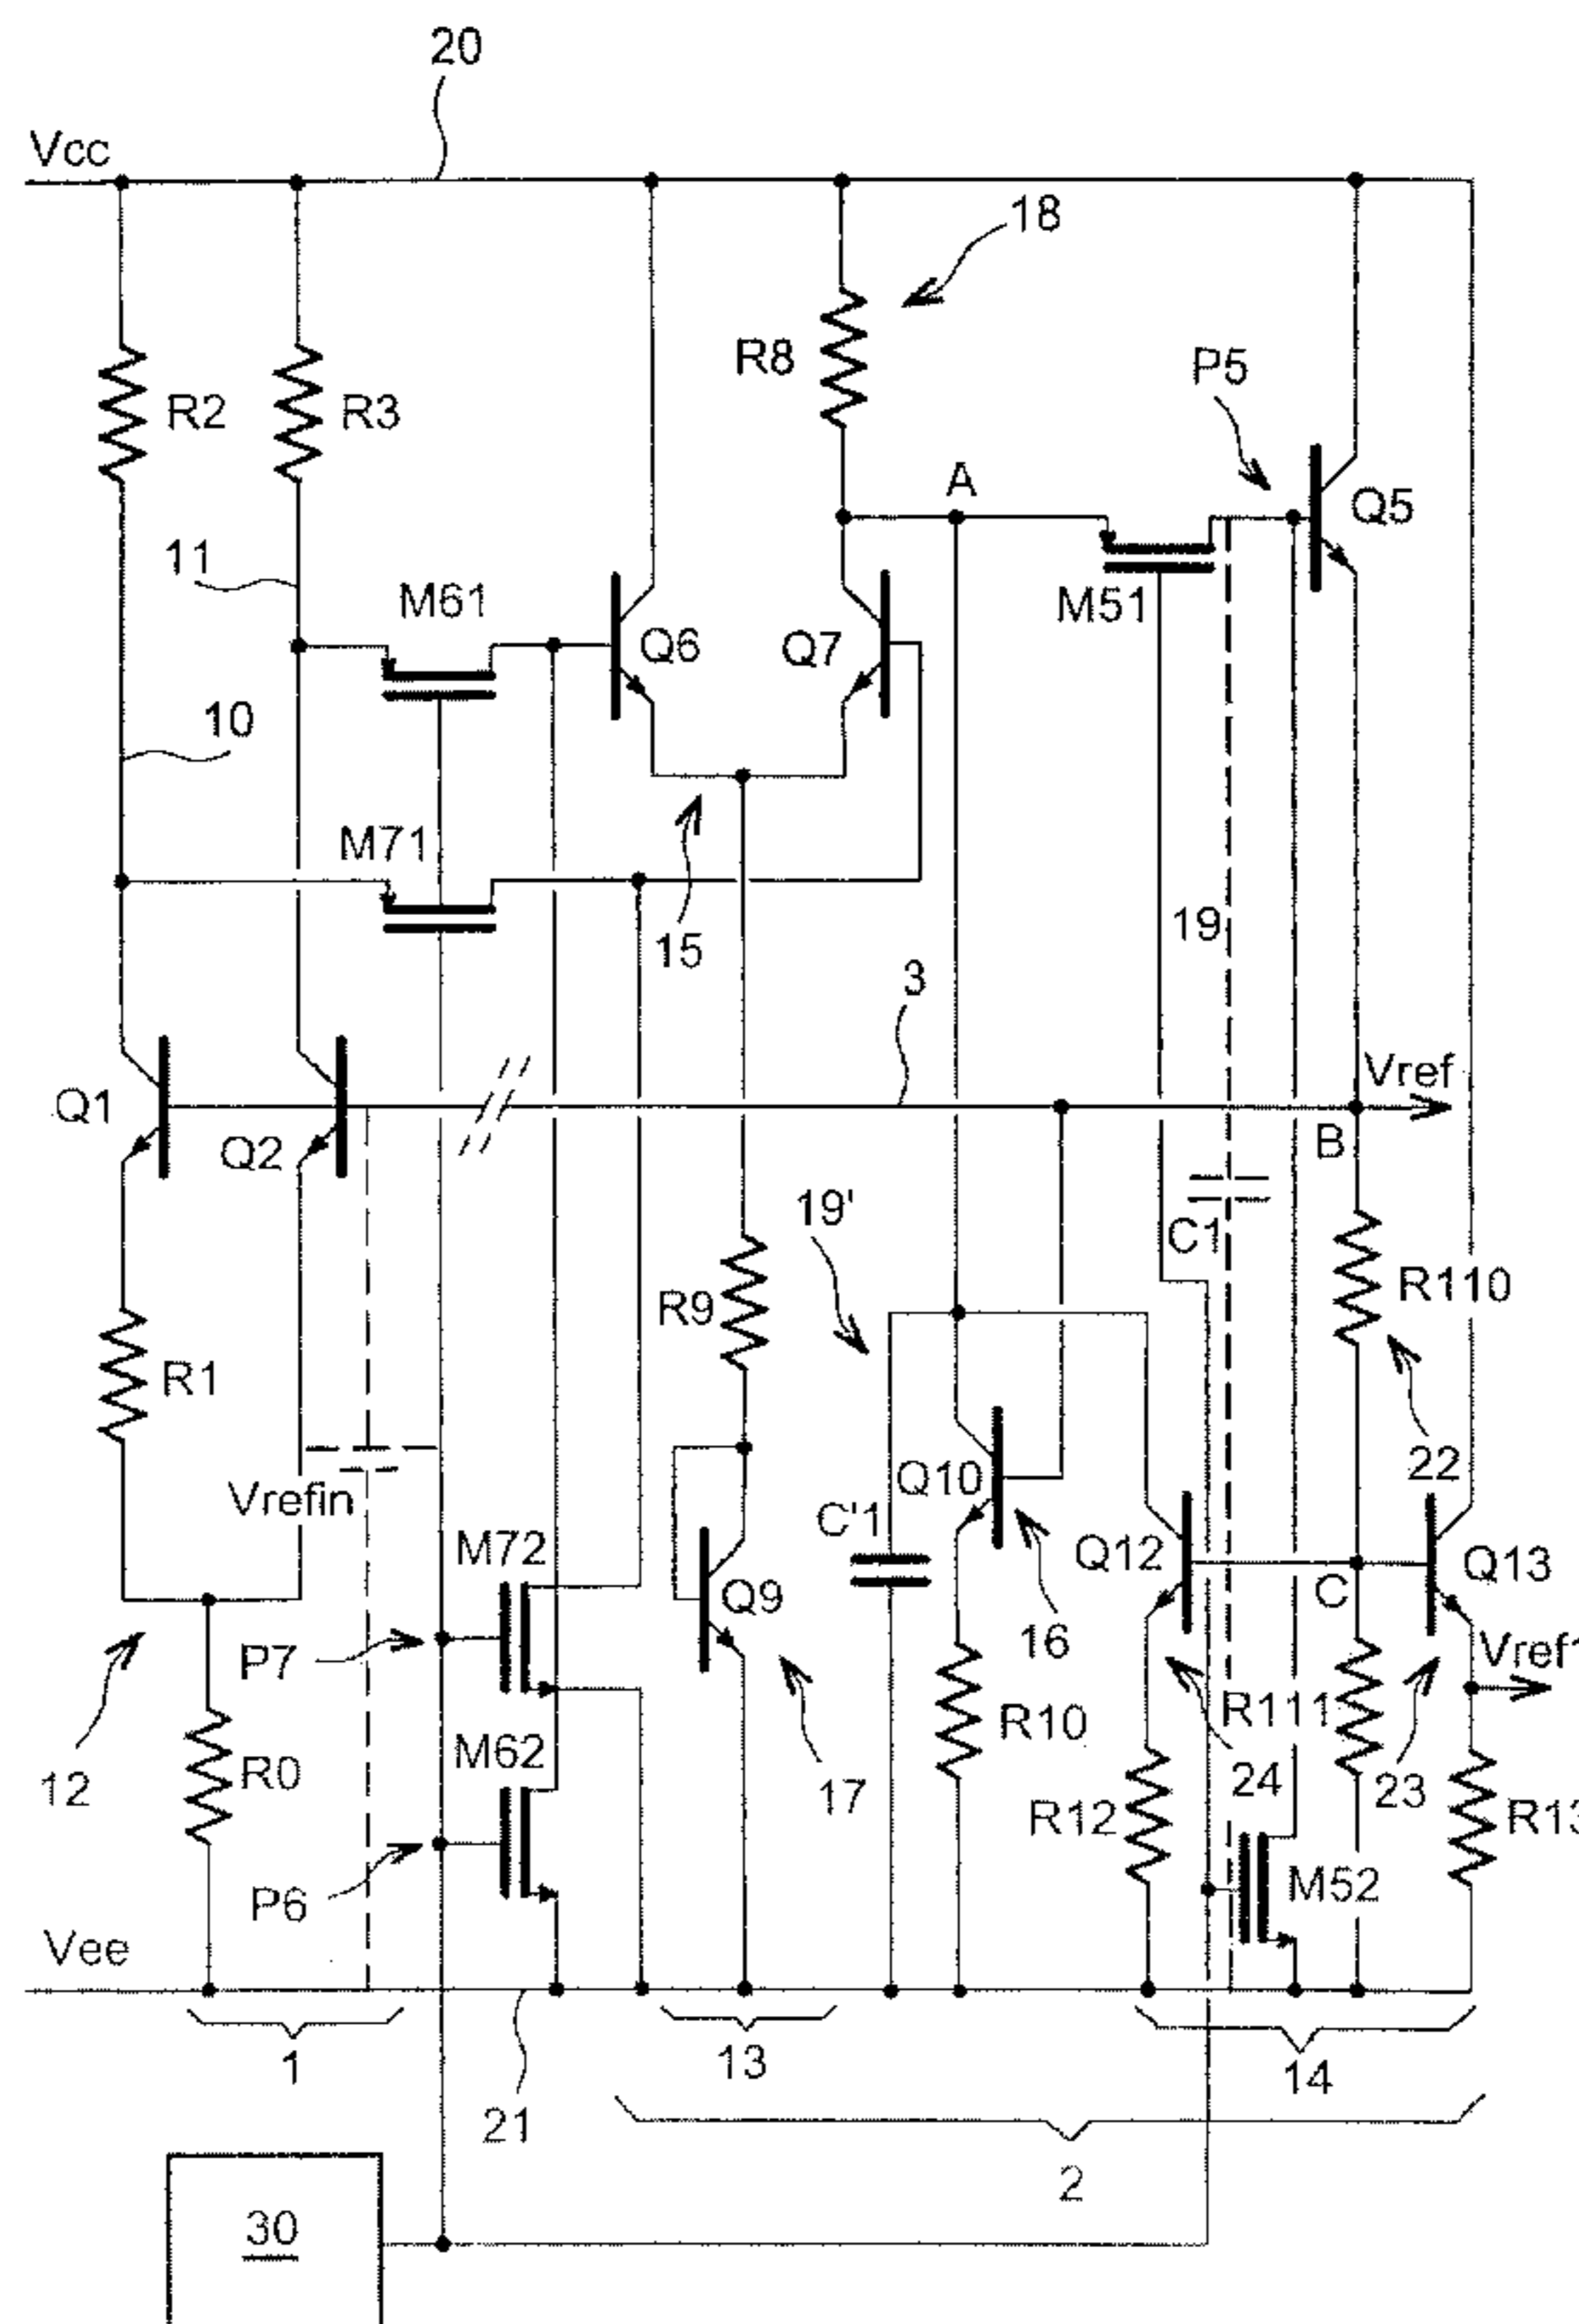 20
Vcc
18
R2
R3
R8
P5
A
Q5
11
M61
M51
Q6
Q7
10
M71
15
19
3
Vref
Q1
Q2
B
19'
C1
R9
R110
R1
22
Vrefin
Q10
C'1
M72
Q12
Q13
Q9
C
P7
16
Vref1
R10
R111
M62
12
R0
17
24
23
R12
R13
P6
M52
Vee
1
13
14
21
2
30